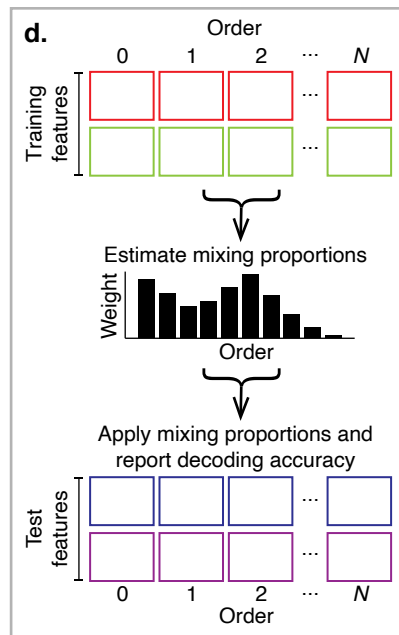 d.
Order
0 1 2 ... N
Training
features
...
...
Estimate mixing proportions
Weight
Order
Apply mixing proportions and
report decoding accuracy
Test
features
...
...
0 1 2 ... N
Order